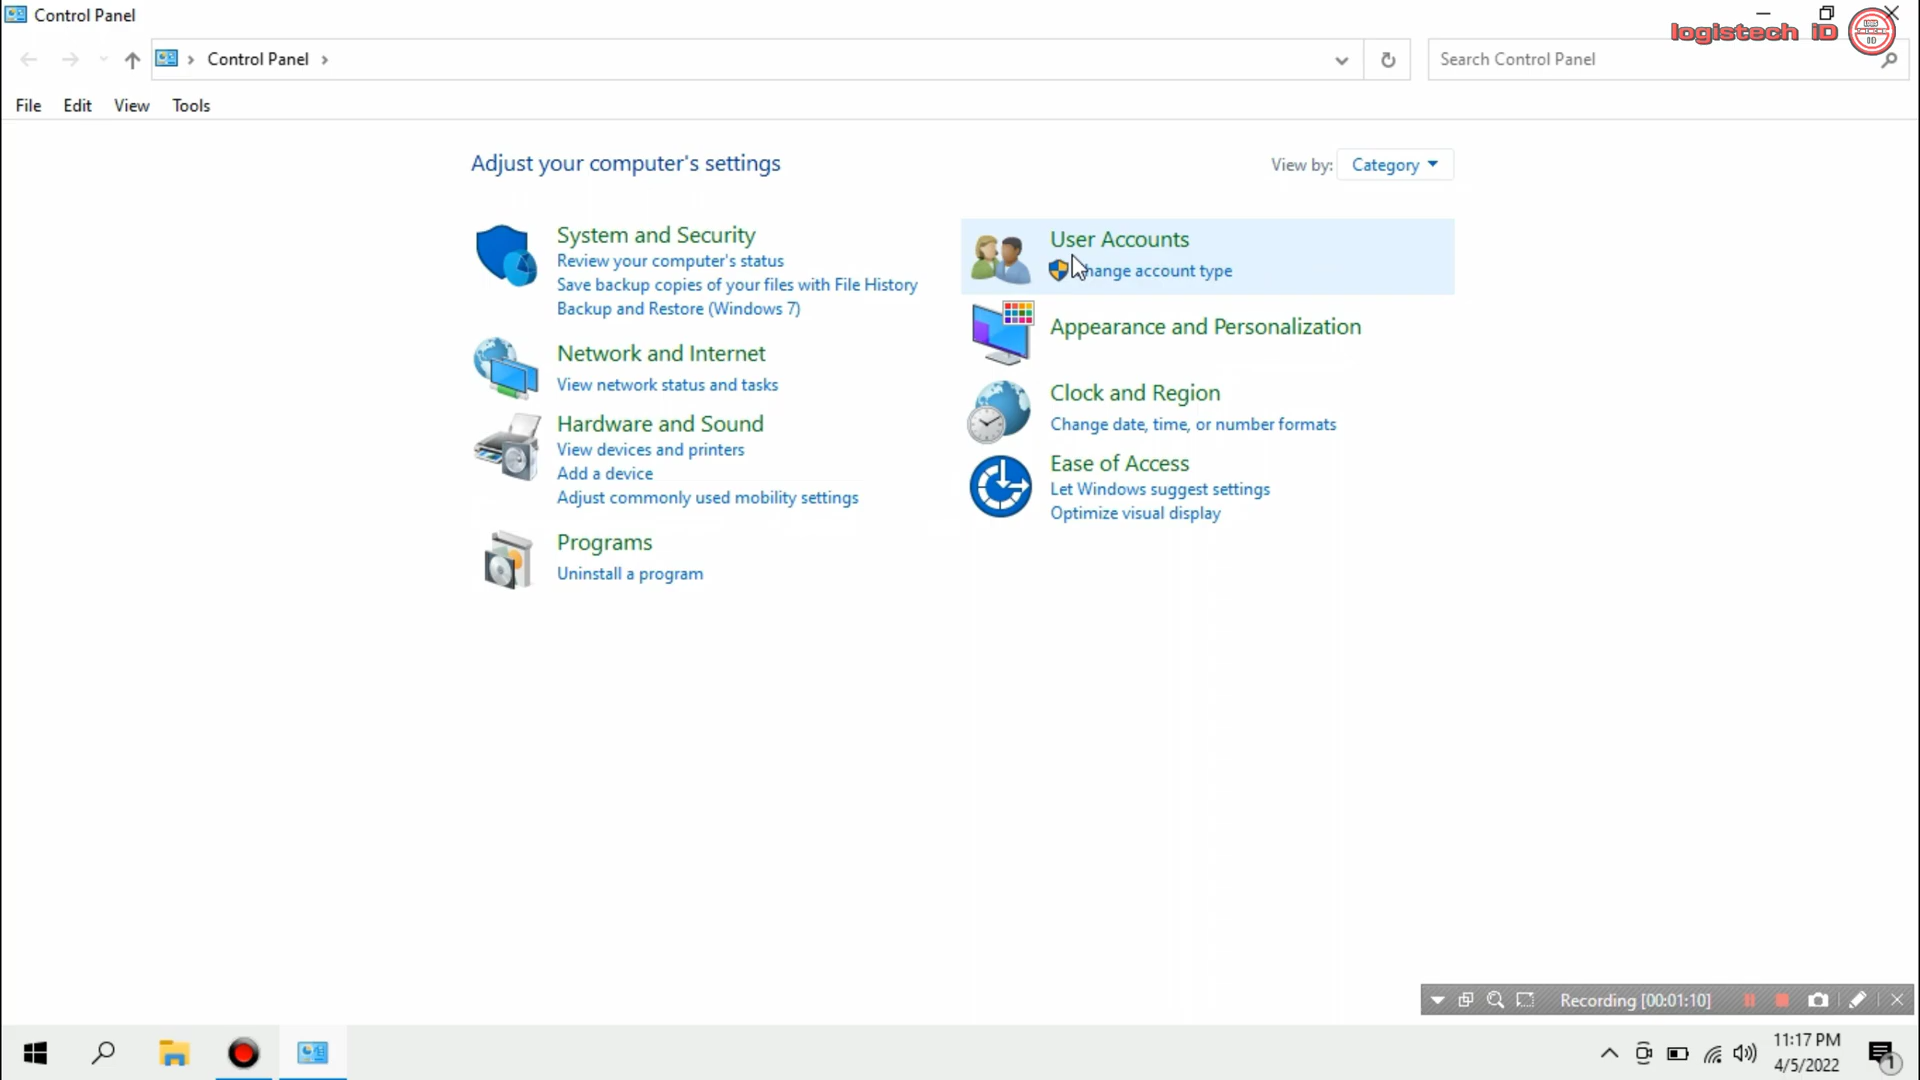 Control Panel
logistech iD
Control Panel
Search Control Panel
File Edit View Tools
Adjust your computer's settings
View by: Category
System and Security
Review your computer's status
Save backup copies of your files with File History
Backup and Restore (Windows 7)
Network and Internet
View network status and tasks
Hardware and Sound
View devices and printers
Add a device
Adjust commonly used mobility settings
Programs
Uninstall a program
User Accounts
hange account type
Appearance and Personalization
Clock and Region
Change date, time, or number formats
Ease of Access
Let Windows suggest settings
Optimize visual display
Recording [00:01:10]
11:17 PM
4/5/2022
1